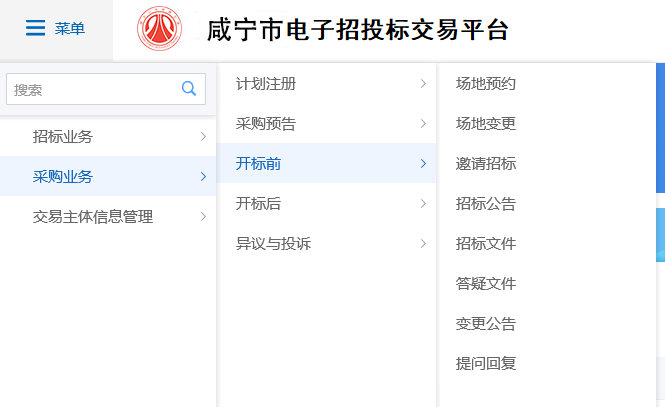 菜单
咸宁市电子招投标交易平台
搜索
招标业务
采购业务
交易主体信息管理
计划注册
采购预告
开标前
开标后
异议与投诉
场地预约
场地变更
邀请招标
招标公告
招标文件
答疑文件
变更公告
提问回复